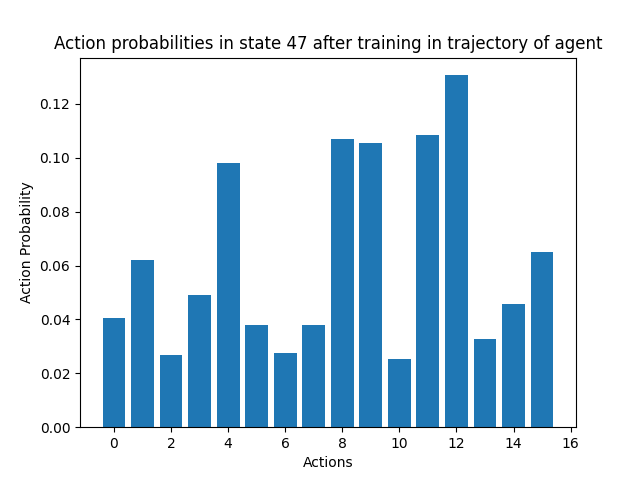 Action probabilities in state 47 after training in trajectory of agent
0.12
0.10
0.08
0.06
0.04
0.02
0.00
Action Probability
0 2 4 6 8 10 12 14 16
Actions